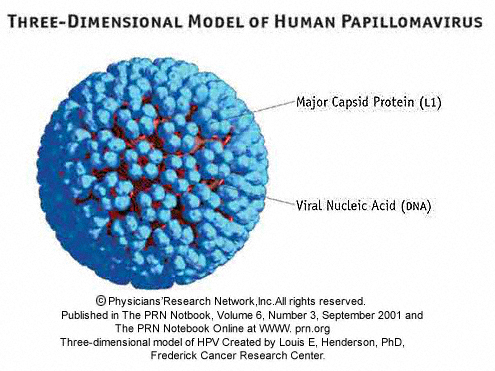 THREE-DIMENSIONAL MODEL OF HUMAN PAPILLOMAVIRUS
Major Capsid Protein (L1)
Viral Nucleic Acid (DNA)
© Physicians'Research Network,Inc.All rights reserved.
Published in The PRN Notbook, Volume 6, Number 3, September 2001 and
The PRN Notebook Online at WWW. prn.org
Three-dimensional model of HPV Created by Louis E, Henderson, PhD,
Frederick Cancer Research Center.